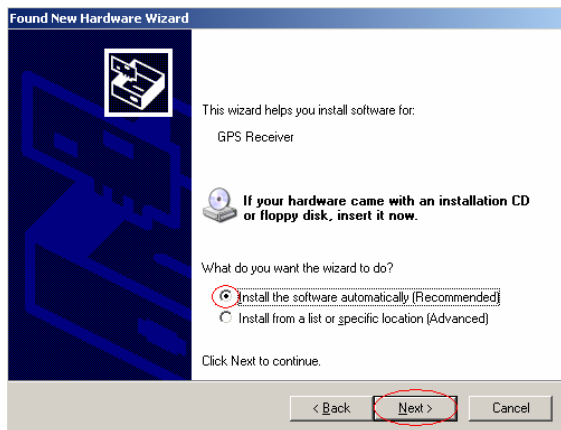 Found New Hardware Wizard
This wizard helps you install software for:
GPS Receiver
If your hardware came with an installation CD
or floppy disk, insert it now.
What do you want the wizard to do?
Install the software automatically (Recommended)
Install from a list or specific location (Advanced)
Click Next to continue.
< Back Next > Cancel